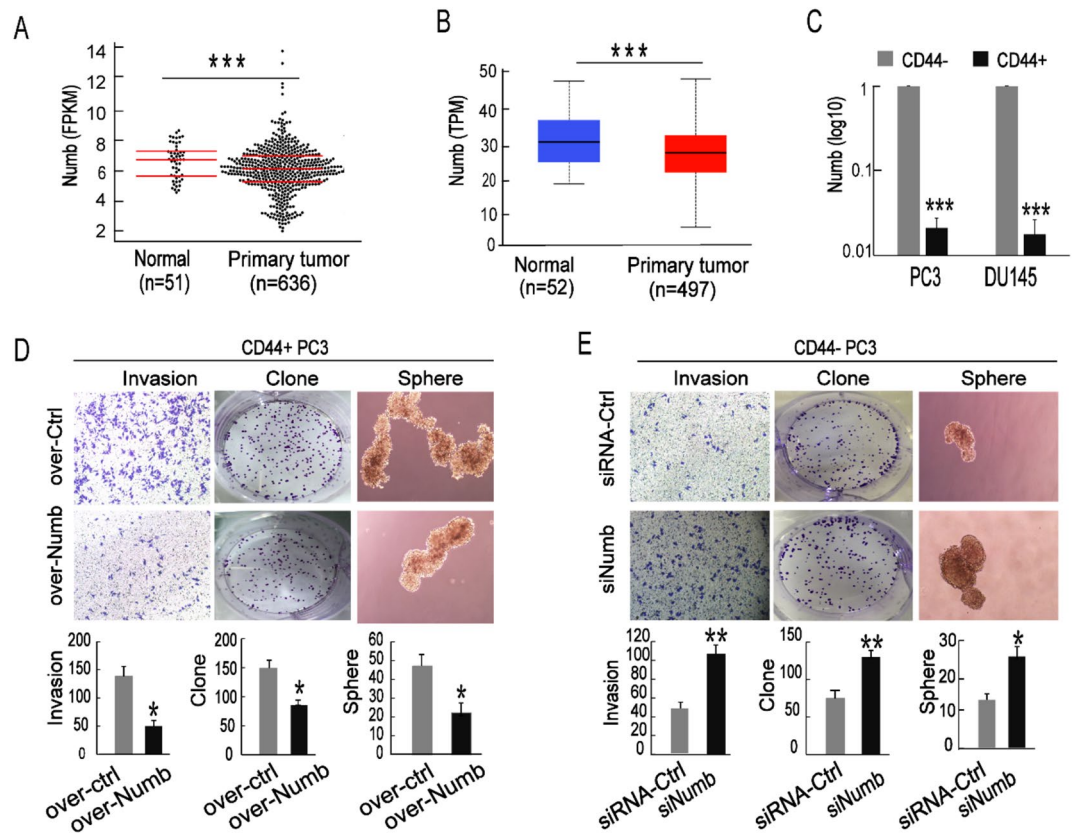 A
***
Numb (FPKM)
14
12
10
8
6
4
2
Normal
(n=51)
Primary tumor
(n=636)
B
***
Numb (TPM)
50
40
30
20
10
0
Normal
(n=52)
Primary tumor
(n=497)
C
CD44-
CD44+
Numb (log10)
1
0.1
0.01
***
***
PC3
DU145
D
CD44+ PC3
Invasion
Clone
Sphere
over-Ctrl
over-Numb
Invasion
200
150
100
50
0
*
over-ctrl
over-Numb
Clone
200
150
100
50
0
*
over-ctrl
over-Numb
Sphere
60
50
40
30
20
10
0
*
over-ctrl
over-Numb
E
CD44- PC3
Invasion
Clone
Sphere
siRNA-Ctrl
siNumb
Invasion
120
100
80
60
40
20
0
**
siRNA-Ctrl
siNumb
Clone
150
100
50
0
**
siRNA-Ctrl
siNumb
Sphere
30
20
10
0
*
siRNA-Ctrl
siNumb